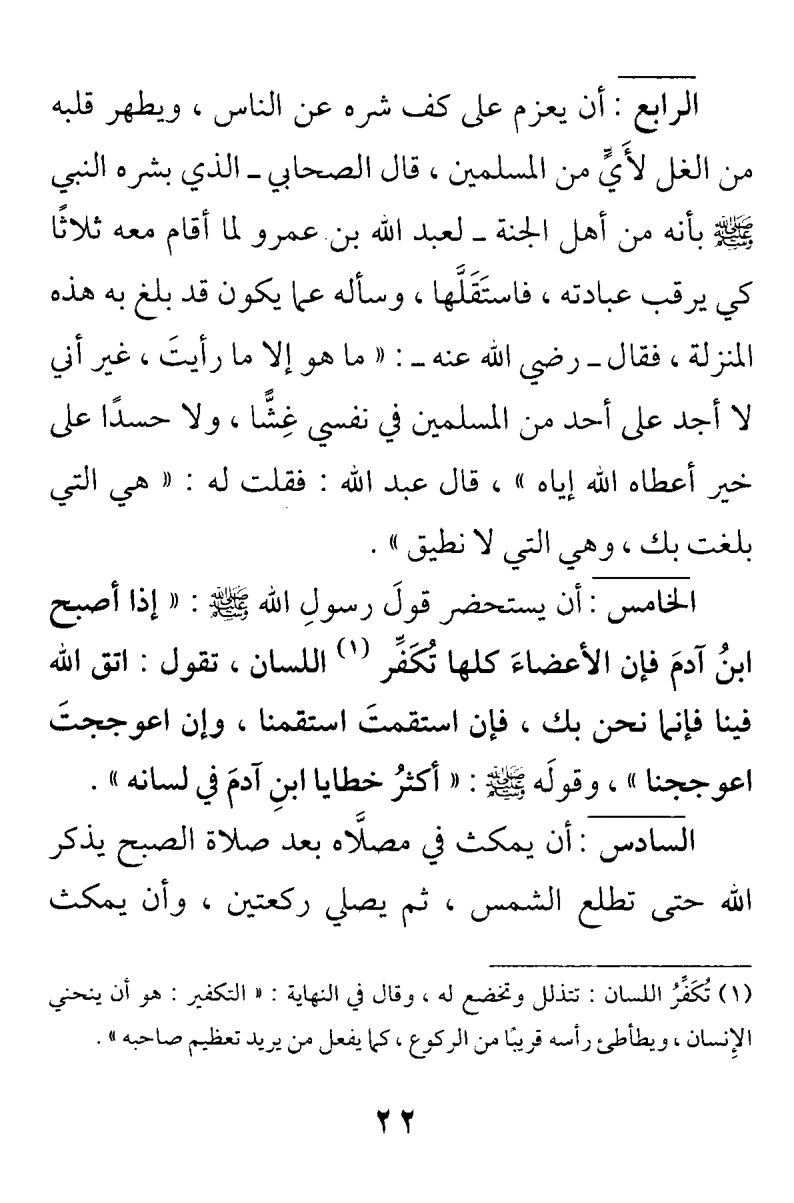 الرابع : أن يعزم على كف شره عن الناس ، ويطهر قلبه
من الغل لأَيٍّ من المسلمين ، قال الصحابي ـ الذي بشره النبي
ﷺ بأنه من أهل الجنة ـ لعبد الله بن عمرو لما أقام معه ثلاثًا
كي يرقب عبادته ، فاستَقَلَّها ، وسأله عما يكون قد بلغ به هذه
المنزلة ، فقال ـ رضي الله عنه ـ : « ما هو إلا ما رأيتَ ، غير أني
لا أجد على أحد من المسلمين في نفسي غِشًّا ، ولا حسدًا على
خير أعطاه الله إياه » ، قال عبد الله : فقلت له : « هي التي
بلغت بك ، وهي التي لا نطيق » .
الخامس : أن يستحضر قولَ رسولِ الله ﷺ : « إذا أصبح
ابنُ آدمَ فإن الأعضاءَ كلها تُكَفِّر (١) اللسان ، تقول : اتق الله
فينا فإنما نحن بك ، فإن استقمتَ استقمنا ، وإن اعوججتَ
اعوججنا » ، وقولَه ﷺ : « أكثرُ خطايا ابنِ آدمَ في لسانه » .
السادس : أن يمكث في مصلَّاه بعد صلاة الصبح يذكر
الله حتى تطلع الشمس ، ثم يصلي ركعتين ، وأن يمكث
(١) تُكَفِّرُ اللسان : تتذلل وتخضع له ، وقال في النهاية : « التكفير : هو أن ينحني
الإنسان ، ويطأطئ رأسه قريبًا من الركوع ، كما يفعل من يريد تعظيم صاحبه » .
٢٢